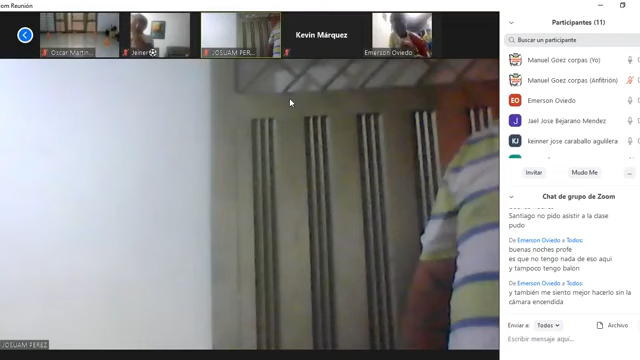 om Reunión
Oscar Martin...
Jeiner⚽
JOSUAM PER...
Kevin Márquez
Emerson Oviedo
JOSUAM PEREZ
Participantes (11)
Buscar un participante
Manuel Goez corpas (Yo)
Manuel Goez corpas (Anfitrión)
EO Emerson Oviedo
J Jael Jose Bejarano Mendez
KJ keinner jose caraballo aguilera
Invitar
Mudo Me
...
Chat de grupo de Zoom
Santiago no pido asistir a la clase
pudo
De Emerson Oviedo a Todos:
buenas noches profe
es que no tengo nada de eso aqui
y tampoco tengo balon
De Emerson Oviedo a Todos:
y también me siento mejor hacerlo sin la
cámara encendida
Enviar a: Todos
Archivo
Escribir mensaje aquí...